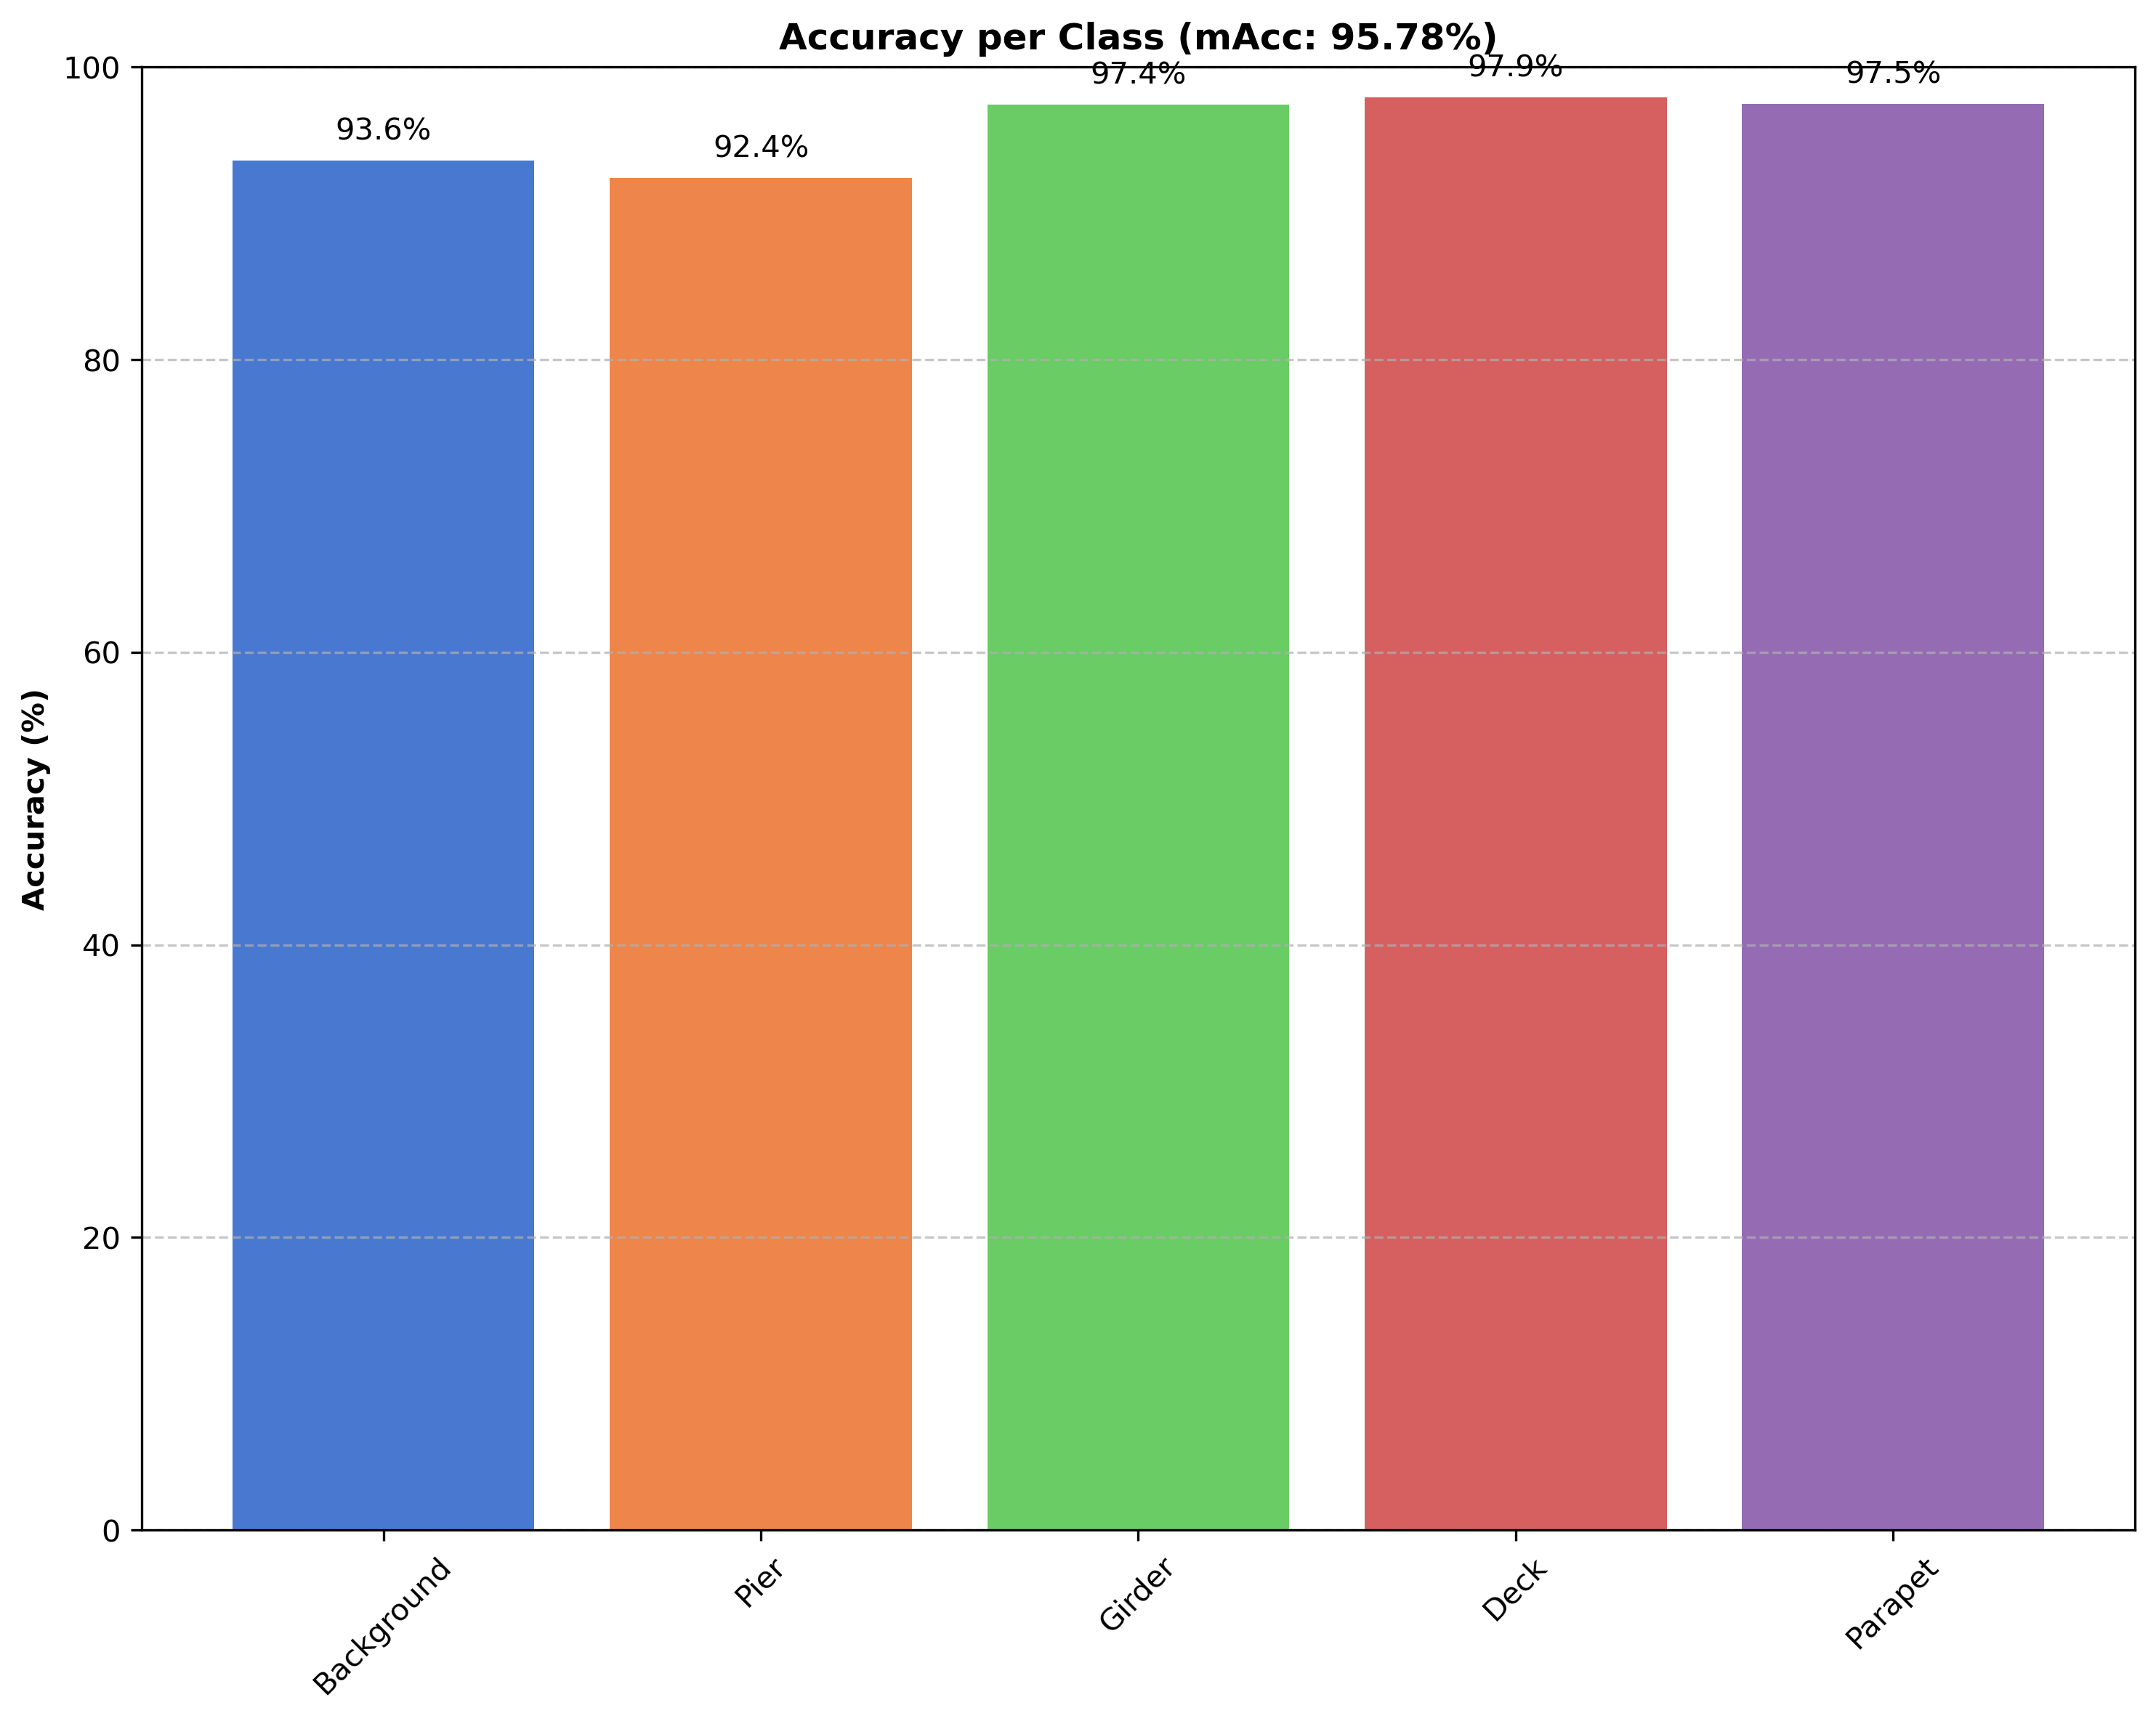 Accuracy per Class (mAcc: 95.78%)
Accuracy (%)
100
80
60
40
20
0
93.6%
92.4%
97.4%
97.9%
97.5%
Background
Pier
Girder
Deck
Parapet